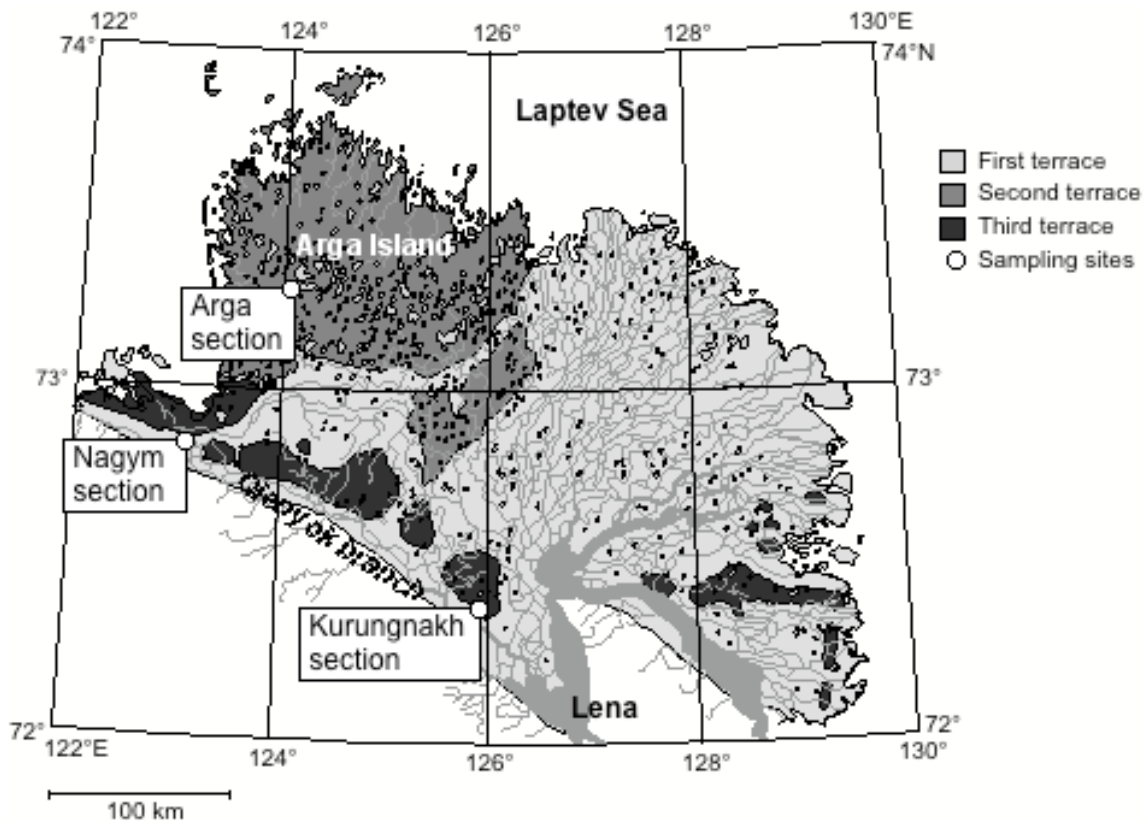 122°
124°
126°
128°
130°E
74°
74°N
Laptev Sea
First terrace
Second terrace
Third terrace
Sampling sites
Arga Island
Arga
section
73°
73°
Nagym
section
branch
Kurungnakh
section
Lena
72°
72°
122°E
124°
126°
128°
130°
100 km